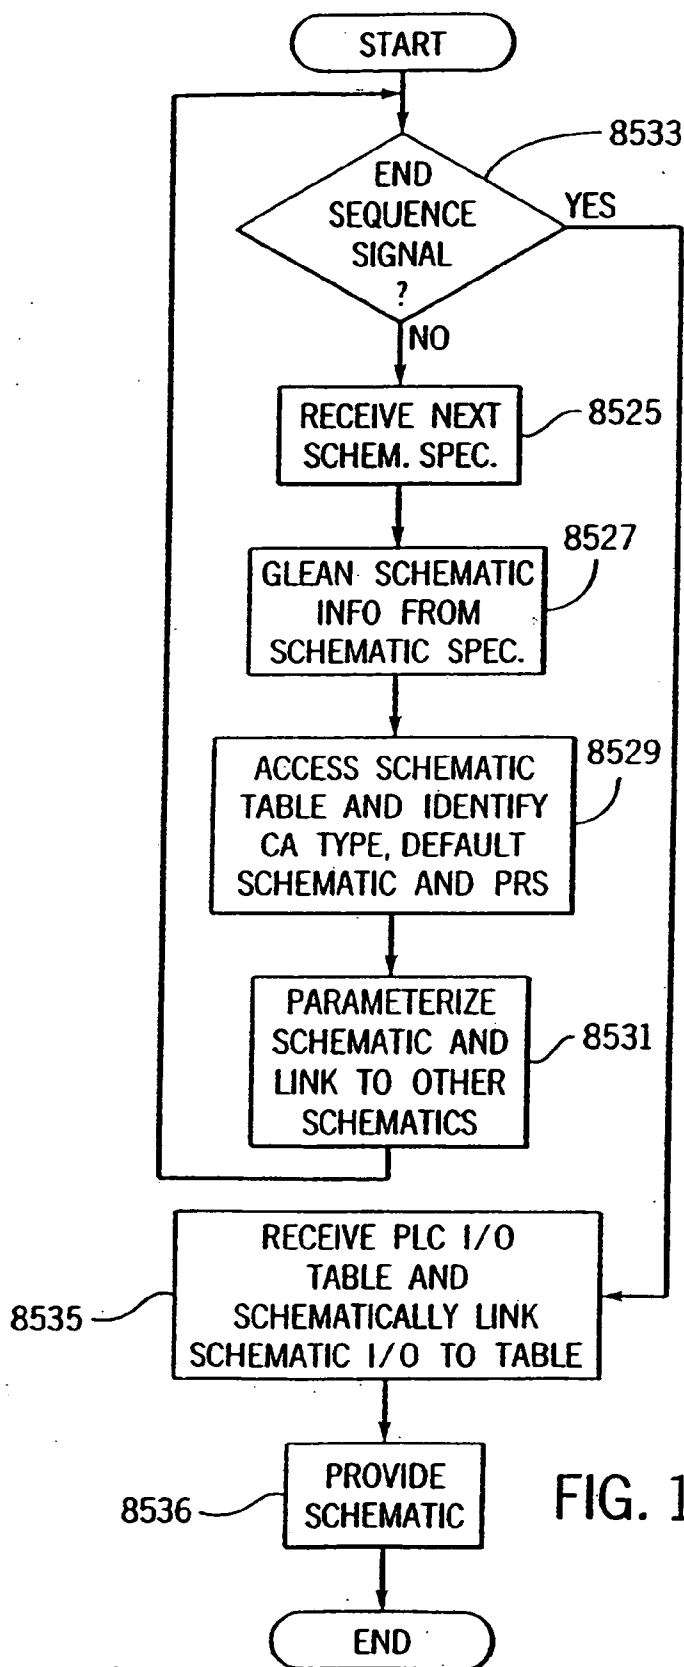 START
8533
END
SEQUENCE
SIGNAL
?
YES
NO
RECEIVE NEXT
SCHEM. SPEC.
8525
8527
GLEAN SCHEMATIC
INFO FROM
SCHEMATIC SPEC.
8529
ACCESS SCHEMATIC
TABLE AND IDENTIFY
CA TYPE, DEFAULT
SCHEMATIC AND PRS
PARAMETERIZE
SCHEMATIC AND
LINK TO OTHER
SCHEMATICS
8531
RECEIVE PLC I/O
TABLE AND
SCHEMATICALLY LINK
SCHEMATIC I/O TO TABLE
8535
PROVIDE
SCHEMATIC
8536
FIG. 1
END